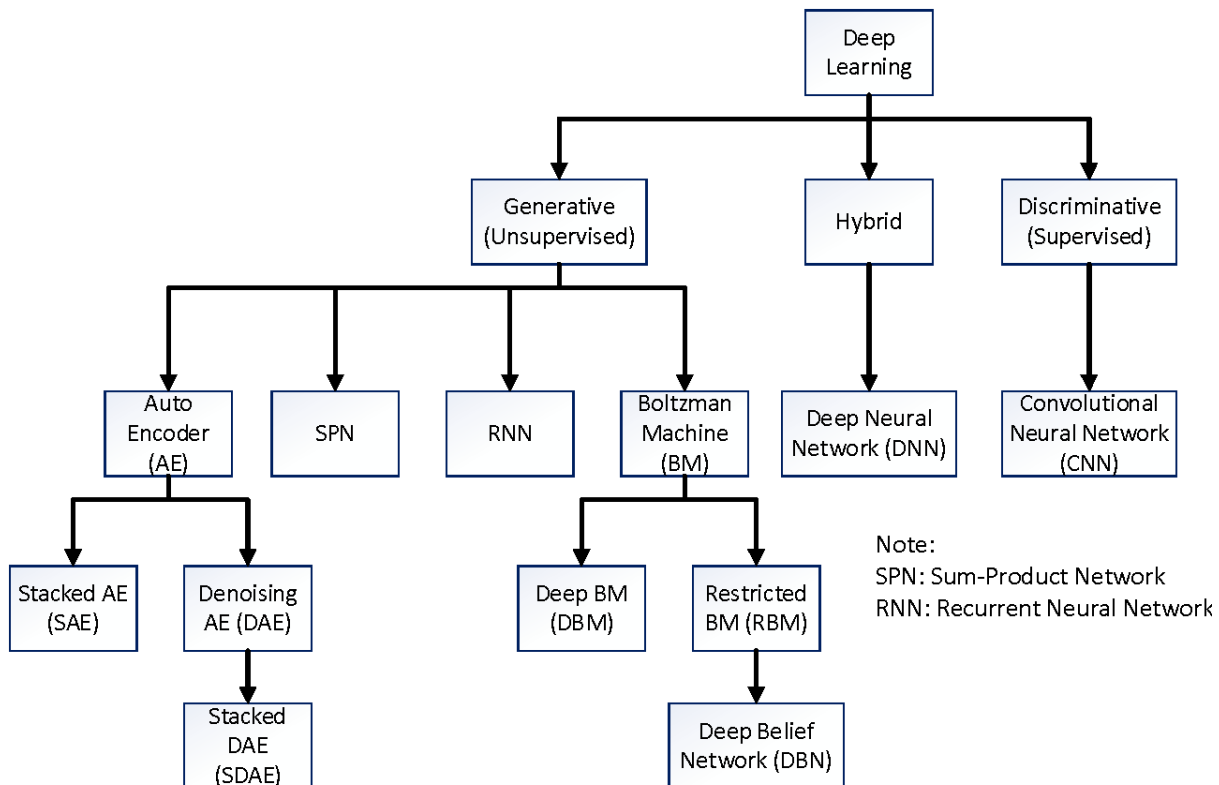 Deep
Learning
Generative
(Unsupervised)
Hybrid
Discriminative
(Supervised)
Auto
Encoder
(AE)
SPN
RNN
Boltzman
Machine
(BM)
Deep Neural
Network (DNN)
Convolutional
Neural Network
(CNN)
Stacked AE
(SAE)
Denoising
AE (DAE)
Deep BM
(DBM)
Restricted
BM (RBM)
Note:
SPN: Sum-Product Network
RNN: Recurrent Neural Network
Stacked
DAE
(SDAE)
Deep Belief
Network (DBN)